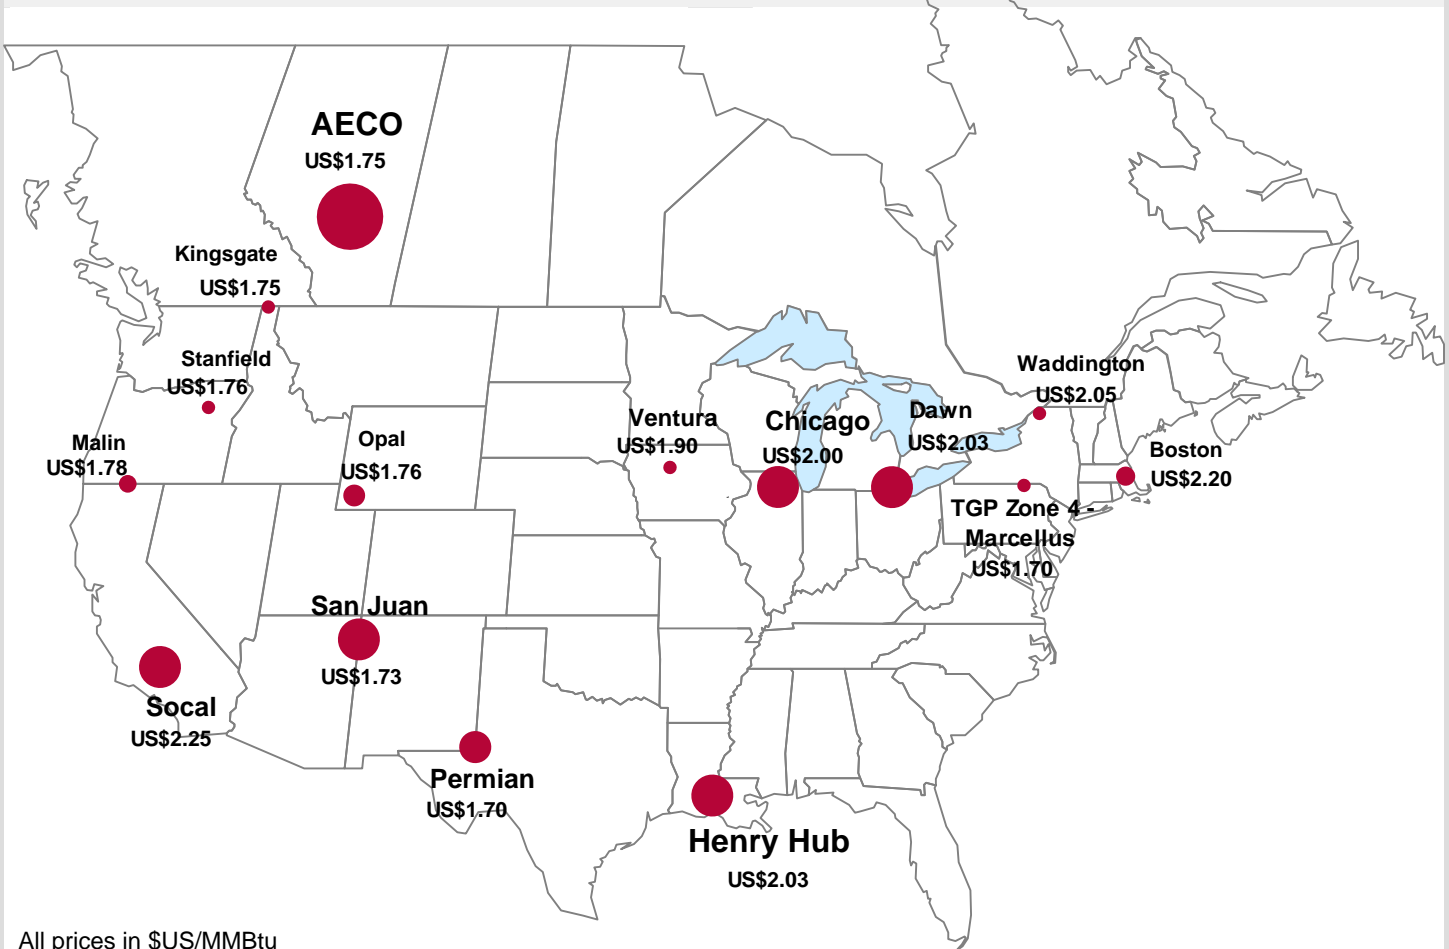 AECO
US$1.75
Kingsgate
US$1.75
Stanfield
US$1.76
Malin
US$1.78
Opal
US$1.76
Ventura
US$1.90
Chicago
US$2.00
Dawn
US$2.03
Waddington
US$2.05
Boston
US$2.20
TGP Zone 4 -
Marcellus
US$1.70
San Juan
US$1.73
Socal
US$2.25
Permian
US$1.70
Henry Hub
US$2.03
All prices in $US/MMBtu